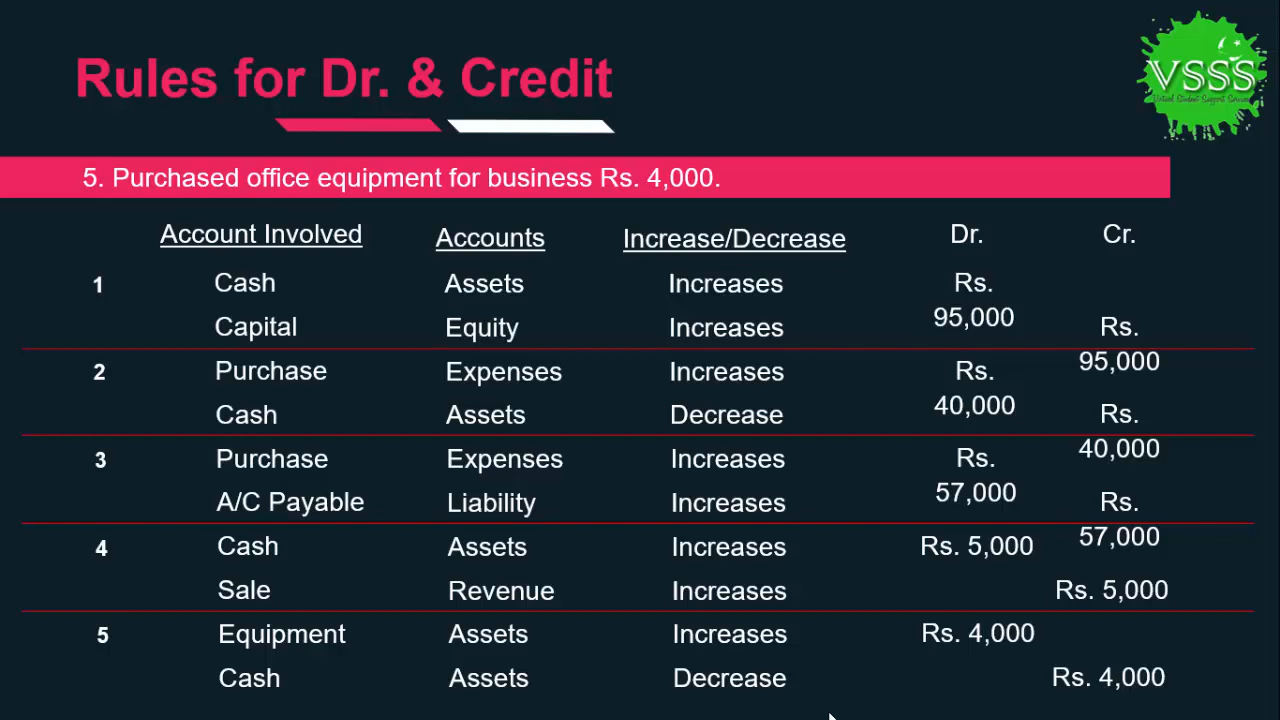 Rules for Dr. & Credit
VSSS
Virtual Student Support Services
5. Purchased office equipment for business Rs. 4,000.
Account Involved Accounts Increase/Decrease Dr. Cr.
1 Cash Assets Increases Rs. 95,000
Capital Equity Increases Rs. 95,000
2 Purchase Expenses Increases Rs. 40,000
Cash Assets Decrease Rs. 40,000
3 Purchase Expenses Increases Rs. 57,000
A/C Payable Liability Increases Rs. 57,000
4 Cash Assets Increases Rs. 5,000
Sale Revenue Increases Rs. 5,000
5 Equipment Assets Increases Rs. 4,000
Cash Assets Decrease Rs. 4,000